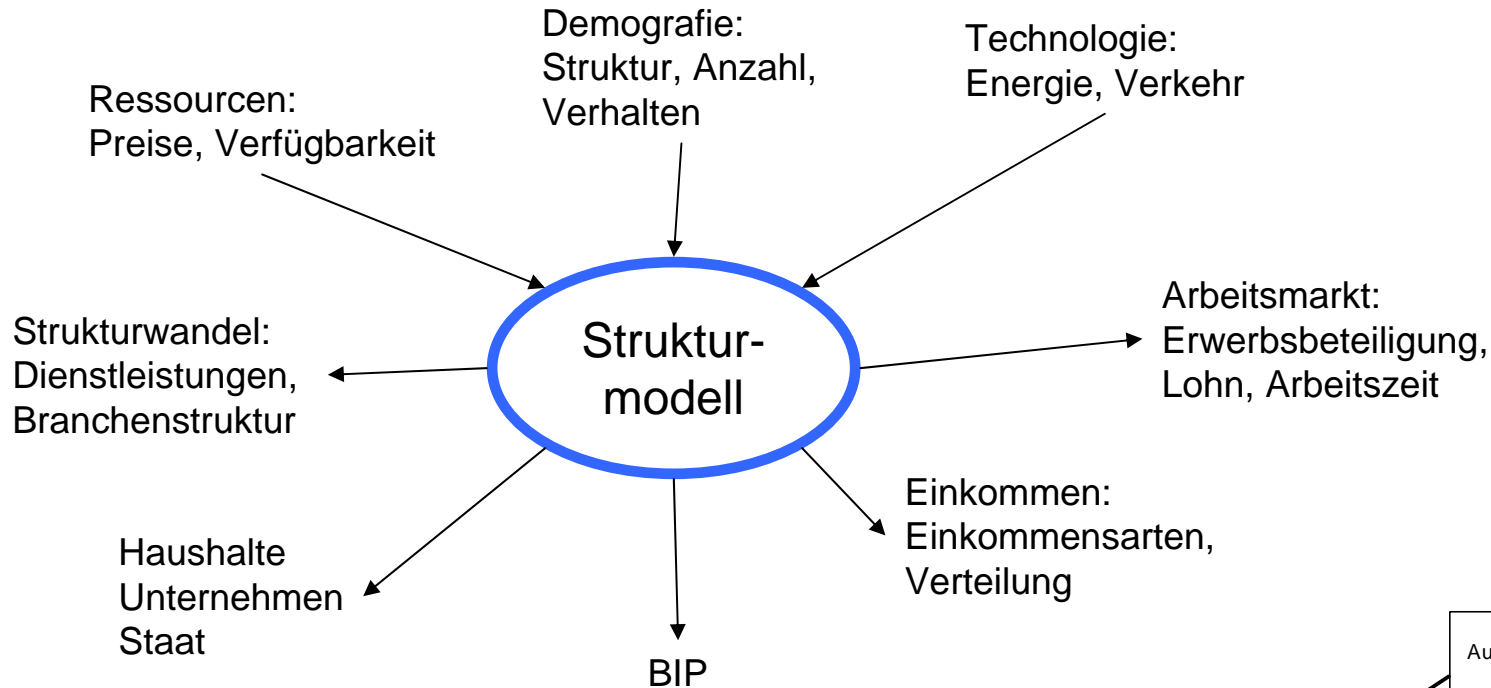 Demografie:
Struktur, Anzahl,
Verhalten
Technologie:
Energie, Verkehr
Ressourcen:
Preise, Verfügbarkeit
Struktur-
modell
Arbeitsmarkt:
Erwerbsbeteiligung,
Lohn, Arbeitszeit
Strukturwandel:
Dienstleistungen,
Branchenstruktur
Einkommen:
Einkommensarten,
Verteilung
Haushalte
Unternehmen
Staat
BIP
Au